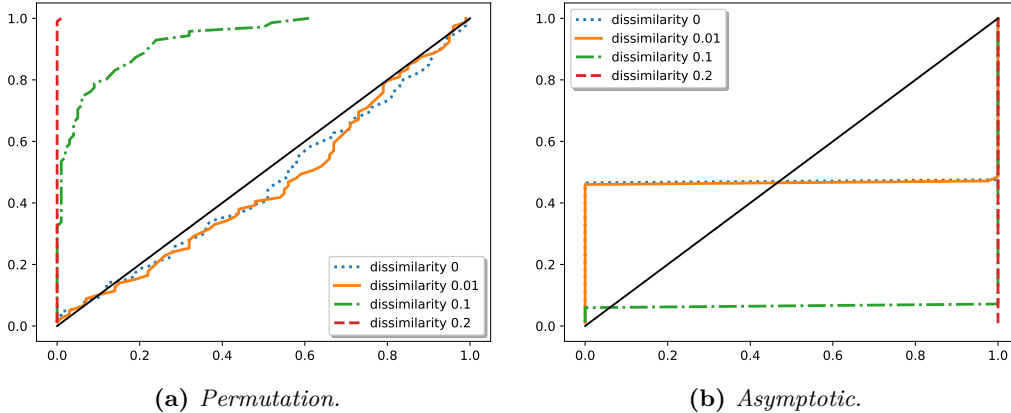 1.0
0.8
0.6
0.4
0.2
0.0
0.0 0.2 0.4 0.6 0.8 1.0
dissimilarity 0
dissimilarity 0.01
dissimilarity 0.1
dissimilarity 0.2
(a) Permutation.
1.0
0.8
0.6
0.4
0.2
0.0
0.0 0.2 0.4 0.6 0.8 1.0
dissimilarity 0
dissimilarity 0.01
dissimilarity 0.1
dissimilarity 0.2
(b) Asymptotic.